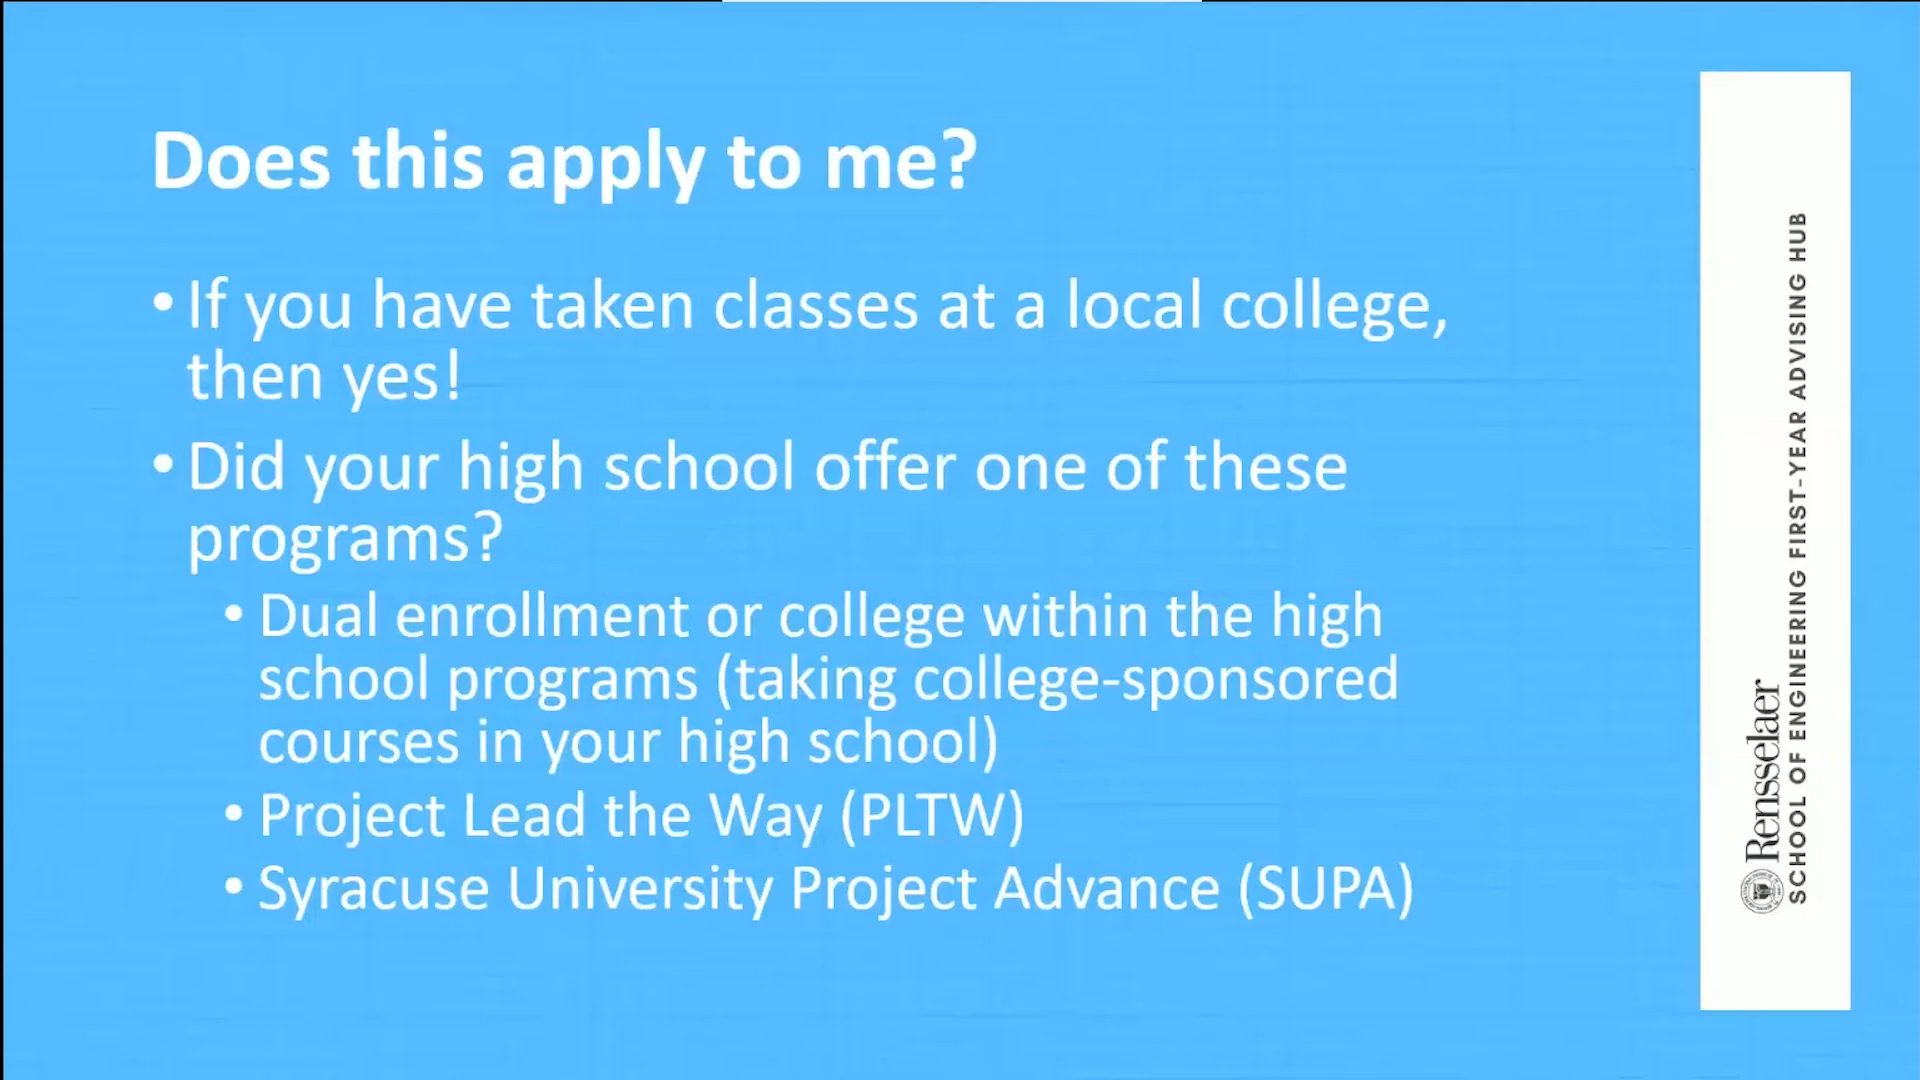 Does this apply to me?
• If you have taken classes at a local college,
then yes!
• Did your high school offer one of these
programs?
• Dual enrollment or college within the high
school programs (taking college-sponsored
courses in your high school)
• Project Lead the Way (PLTW)
• Syracuse University Project Advance (SUPA)
Rensselaer
SCHOOL OF ENGINEERING FIRST-YEAR ADVISING HUB